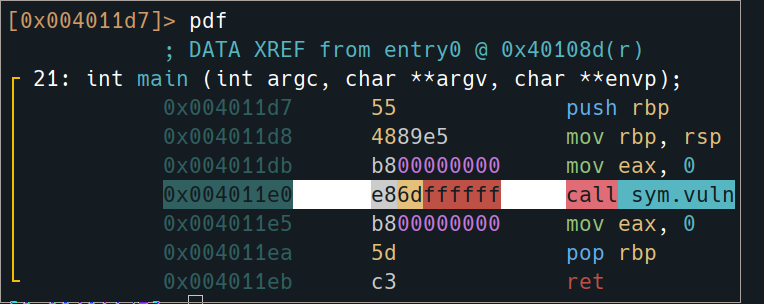 [0x004011d7]> pdf
; DATA XREF from entry0 @ 0x40108d(r)
21: int main (int argc, char **argv, char **envp);
0x004011d7 55 push rbp
0x004011d8 4889e5 mov rbp, rsp
0x004011db b800000000 mov eax, 0
0x004011e0 e86dffffff call sym.vuln
0x004011e5 b800000000 mov eax, 0
0x004011ea 5d pop rbp
0x004011eb c3 ret